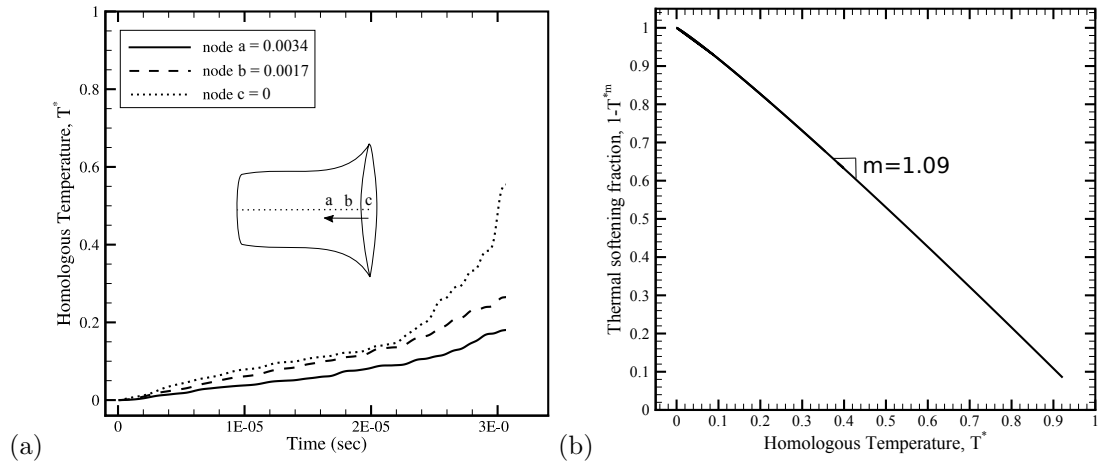 1
0.8
0.6
0.4
0.2
0
Homologous Temperature, T*
node a = 0.0034
node b = 0.0017
node c = 0
a b c
0 1E-05 2E-05 3E-0
Time (sec)
(a)
1
0.9
0.8
0.7
0.6
0.5
0.4
0.3
0.2
0.1
0
Thermal softening fraction, 1-T*m
m=1.09
0 0.1 0.2 0.3 0.4 0.5 0.6 0.7 0.8 0.9 1
Homologous Temperature, T*
(b)